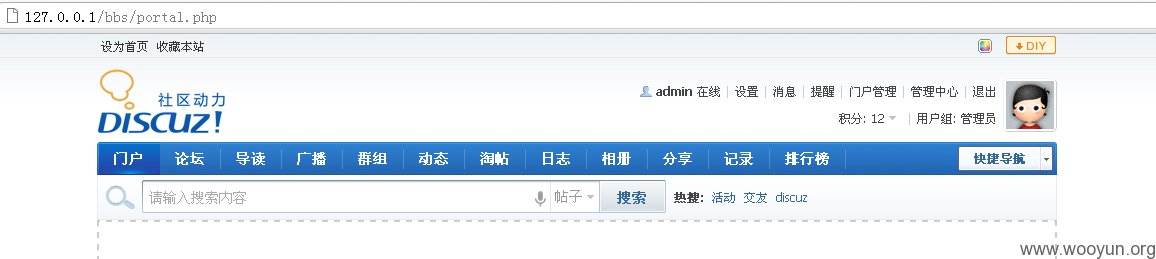 127.0.0.1/bbs/portal.php
设为首页 收藏本站 DIY
社区动力
DISCUZ!
admin 在线 设置 消息 提醒 门户管理 管理中心 退出
积分: 12 用户组: 管理员
门户 论坛 导读 广播 群组 动态 淘帖 日志 相册 分享 记录 排行榜 快捷导航
请输入搜索内容 帖子 搜索 热搜: 活动 交友 discuz
www.wooyun.org